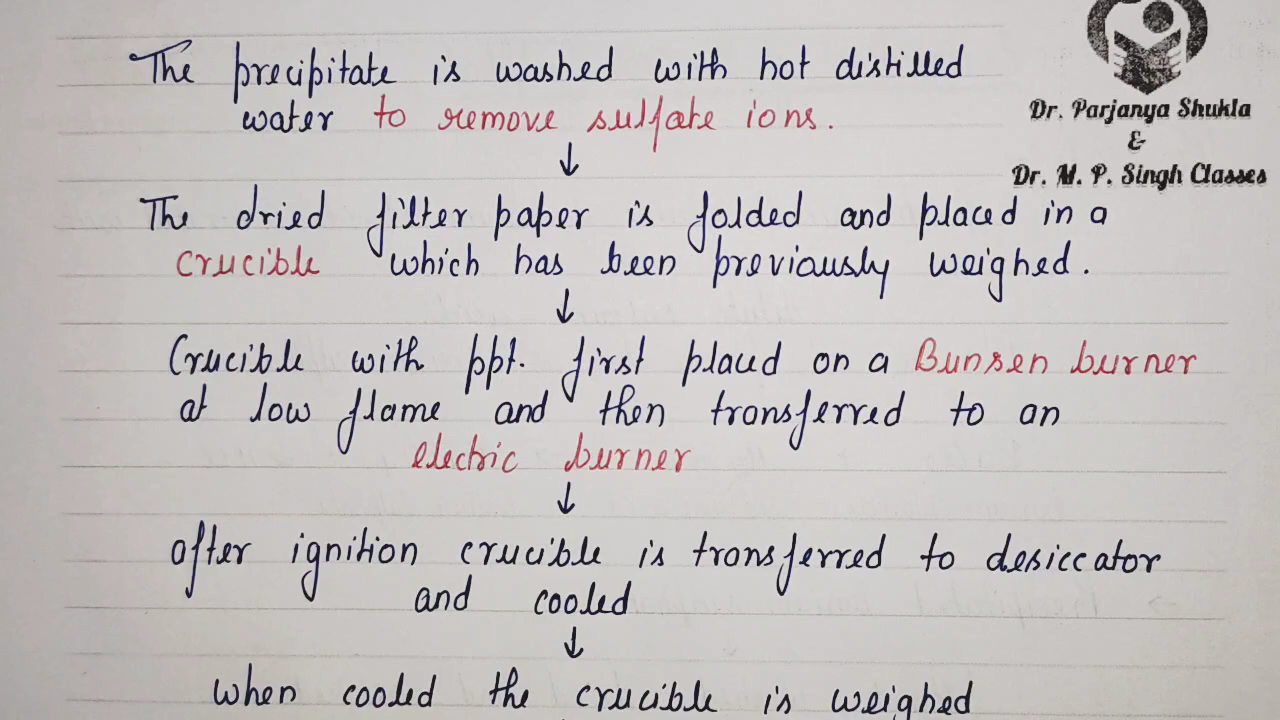 The precipitate is washed with hot distilled
water to remove sulfate ions.
↓
The dried filter paper is folded and placed in a
crucible which has been previously weighed.
↓
Crucible with ppt. first placed on a Bunsen burner
at low flame and then transferred to an
electric burner
↓
after ignition crucible is transferred to desiccator
and cooled
↓
when cooled the crucible is weighed
Dr. Parjanya Shukla
&
Dr. M. P. Singh Classes